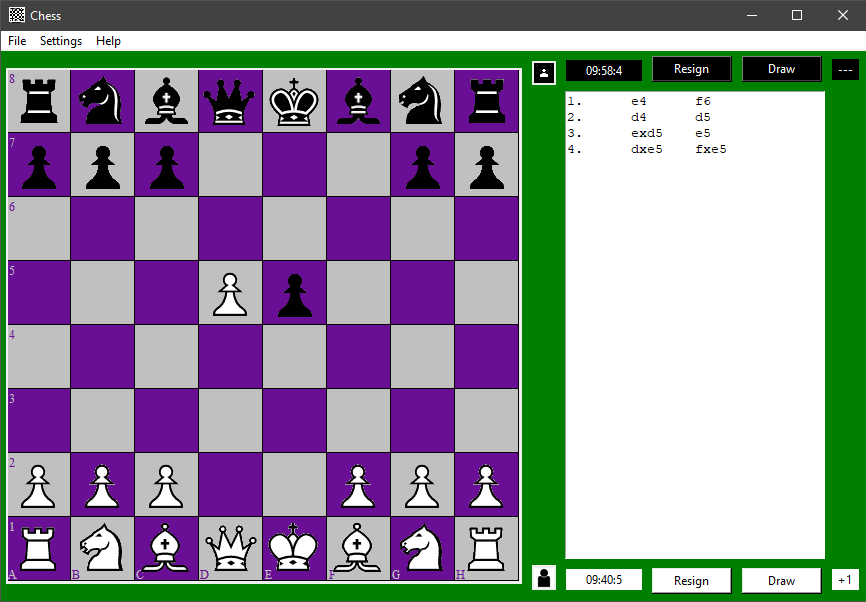 Chess
File Settings Help
09:58:4 Resign Draw ---
1. e4 f6
2. d4 d5
3. exd5 e5
4. dxe5 fxe5
8
7
6
5
4
3
2
1
A B C D E F G H
09:40:5 Resign Draw +1